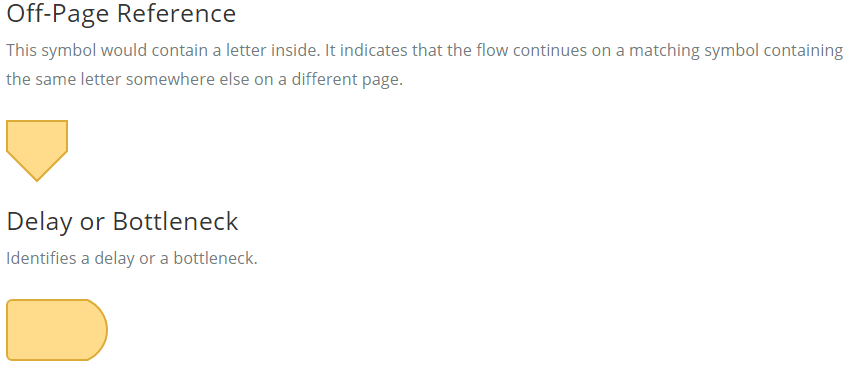 Off-Page Reference
This symbol would contain a letter inside. It indicates that the flow continues on a matching symbol containing
the same letter somewhere else on a different page.
Delay or Bottleneck
Identifies a delay or a bottleneck.